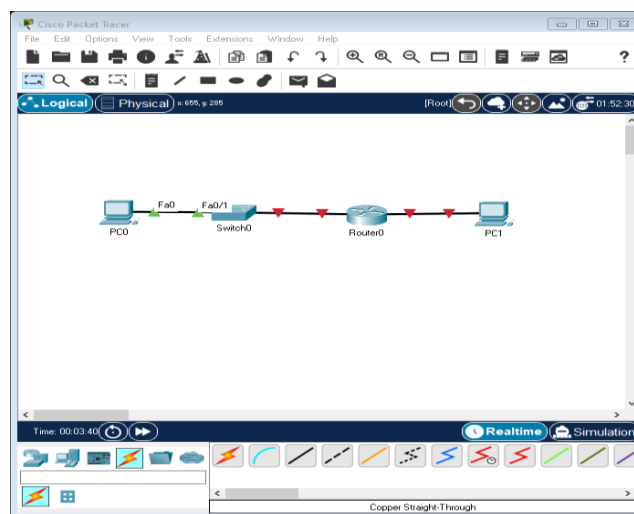 Cisco Packet Tracer
File Edit Options View Tools Extensions Window Help
?
Logical Physical x: 655, y: 285 [Root] 01:52:30
Fa0 Fa0/1
PC0 Switch0 Router0 PC1
Time: 00:03:40 Realtime Simulation
Copper Straight-Through